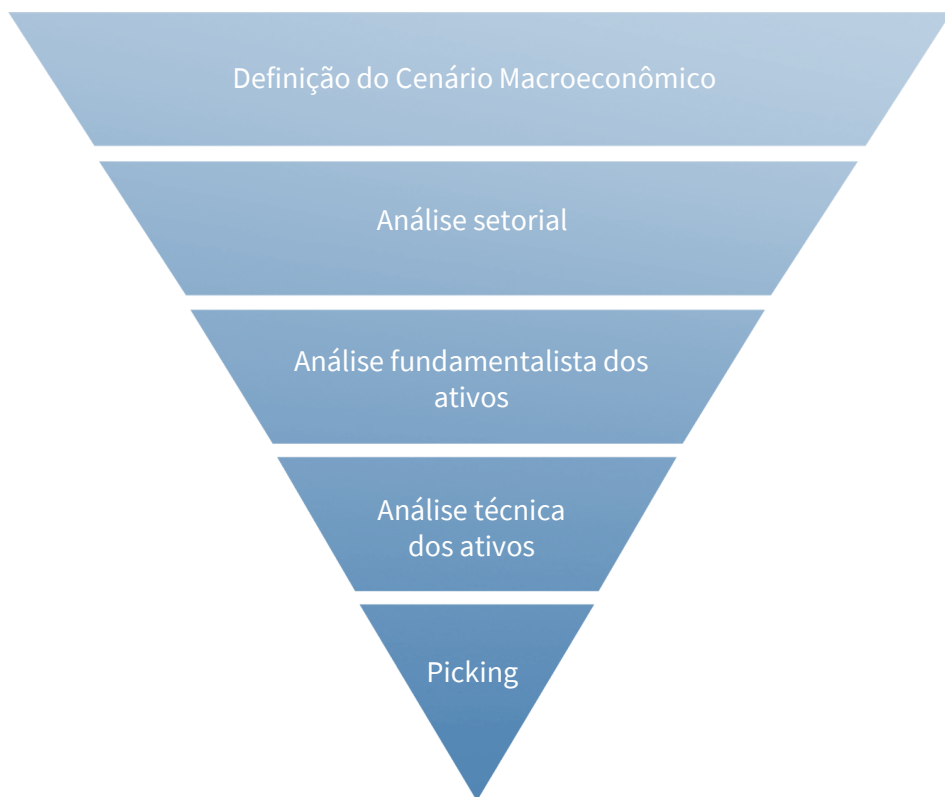 Definição do Cenário Macroeconômico
Análise setorial
Análise fundamentalista dos
ativos
Análise técnica
dos ativos
Picking